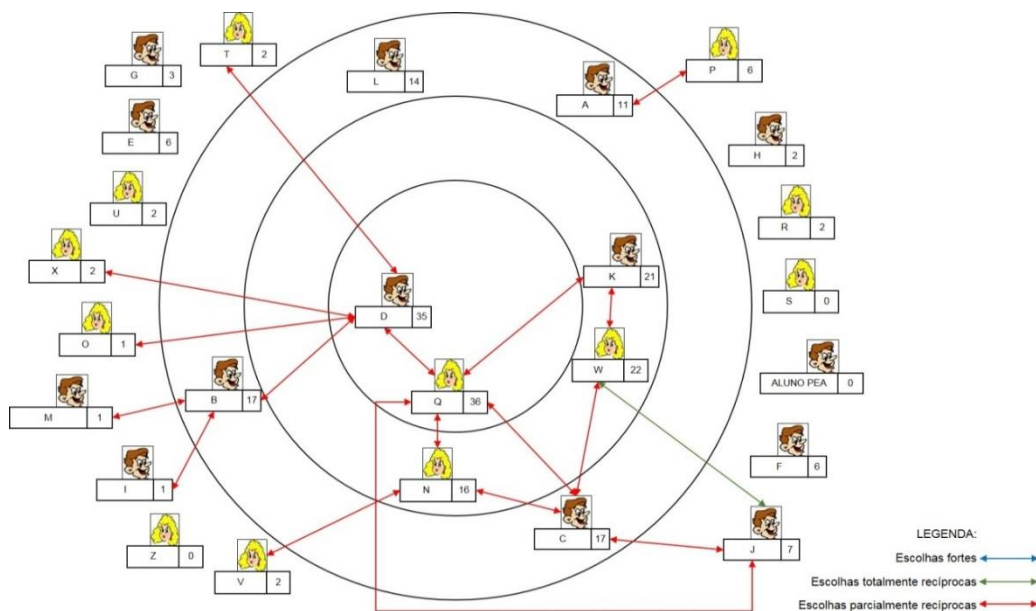 T 2
G 3
L 14
P 6
A 11
E 6
H 2
U 2
R 2
X 2
K 21
S 0
D 35
O 1
W 22
ALUNO PEA 0
M 1
B 17
Q 36
F 6
I 1
N 16
C 17
J 7
Z 0
V 2
LEGENDA:
Escolhas fortes
Escolhas totalmente recíprocas
Escolhas parcialmente recíprocas